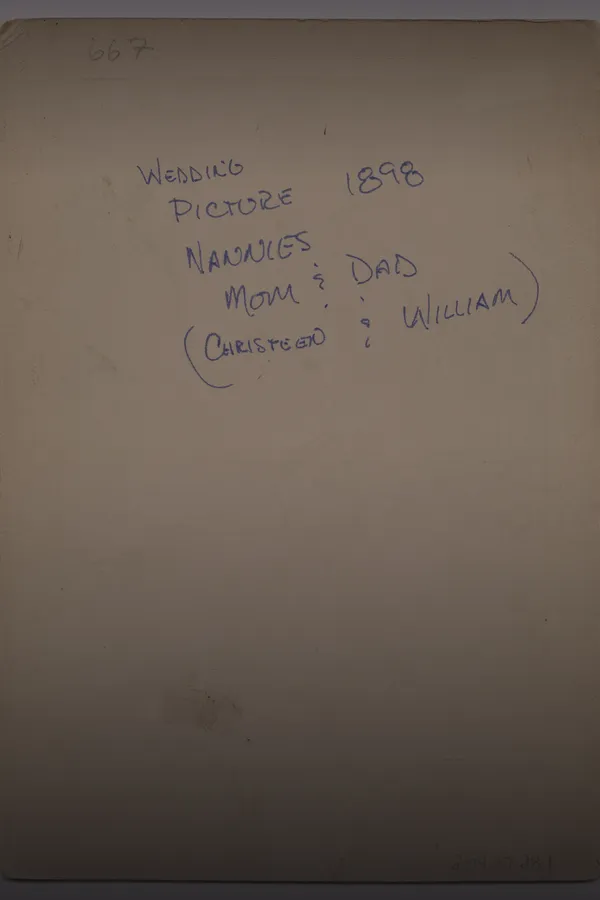 667
WEDDING
PICTURE 1898
NANNIES
MOM & DAD
(CHRISTEEN & WILLIAM)